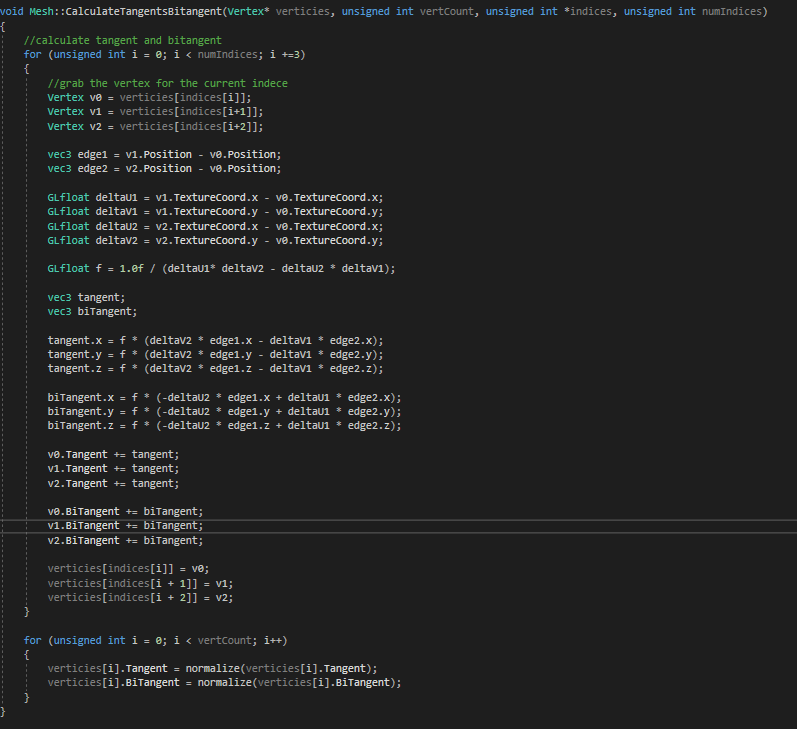 void Mesh::CalculateTangentsBitangent(Vertex* verticies, unsigned int vertCount, unsigned int *indices, unsigned int numIndices)
{
//calculate tangent and bitangent
for (unsigned int i = 0; i < numIndices; i +=3)
{
//grab the vertex for the current indece
Vertex v0 = verticies[indices[i]];
Vertex v1 = verticies[indices[i+1]];
Vertex v2 = verticies[indices[i+2]];
vec3 edge1 = v1.Position - v0.Position;
vec3 edge2 = v2.Position - v0.Position;
GLfloat deltaU1 = v1.TextureCoord.x - v0.TextureCoord.x;
GLfloat deltaV1 = v1.TextureCoord.y - v0.TextureCoord.y;
GLfloat deltaU2 = v2.TextureCoord.x - v0.TextureCoord.x;
GLfloat deltaV2 = v2.TextureCoord.y - v0.TextureCoord.y;
GLfloat f = 1.0f / (deltaU1* deltaV2 - deltaU2 * deltaV1);
vec3 tangent;
vec3 biTangent;
tangent.x = f * (deltaV2 * edge1.x - deltaV1 * edge2.x);
tangent.y = f * (deltaV2 * edge1.y - deltaV1 * edge2.y);
tangent.z = f * (deltaV2 * edge1.z - deltaV1 * edge2.z);
biTangent.x = f * (-deltaU2 * edge1.x + deltaU1 * edge2.x);
biTangent.y = f * (-deltaU2 * edge1.y + deltaU1 * edge2.y);
biTangent.z = f * (-deltaU2 * edge1.z + deltaU1 * edge2.z);
v0.Tangent += tangent;
v1.Tangent += tangent;
v2.Tangent += tangent;
v0.BiTangent += biTangent;
v1.BiTangent += biTangent;
v2.BiTangent += biTangent;
verticies[indices[i]] = v0;
verticies[indices[i + 1]] = v1;
verticies[indices[i + 2]] = v2;
}
for (unsigned int i = 0; i < vertCount; i++)
{
verticies[i].Tangent = normalize(verticies[i].Tangent);
verticies[i].BiTangent = normalize(verticies[i].BiTangent);
}
}